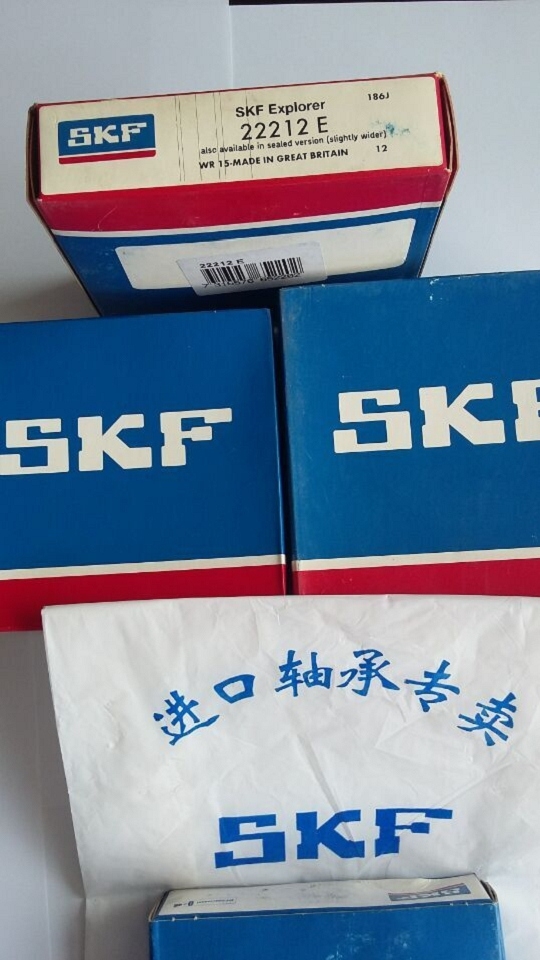 SKF
SKF Explorer
186J
22212 E
also available in sealed version (slightly wider)
WR 15-MADE IN GREAT BRITAIN
12
22212 E
SKF
SKF
进口轴承专卖
SKF
SKF